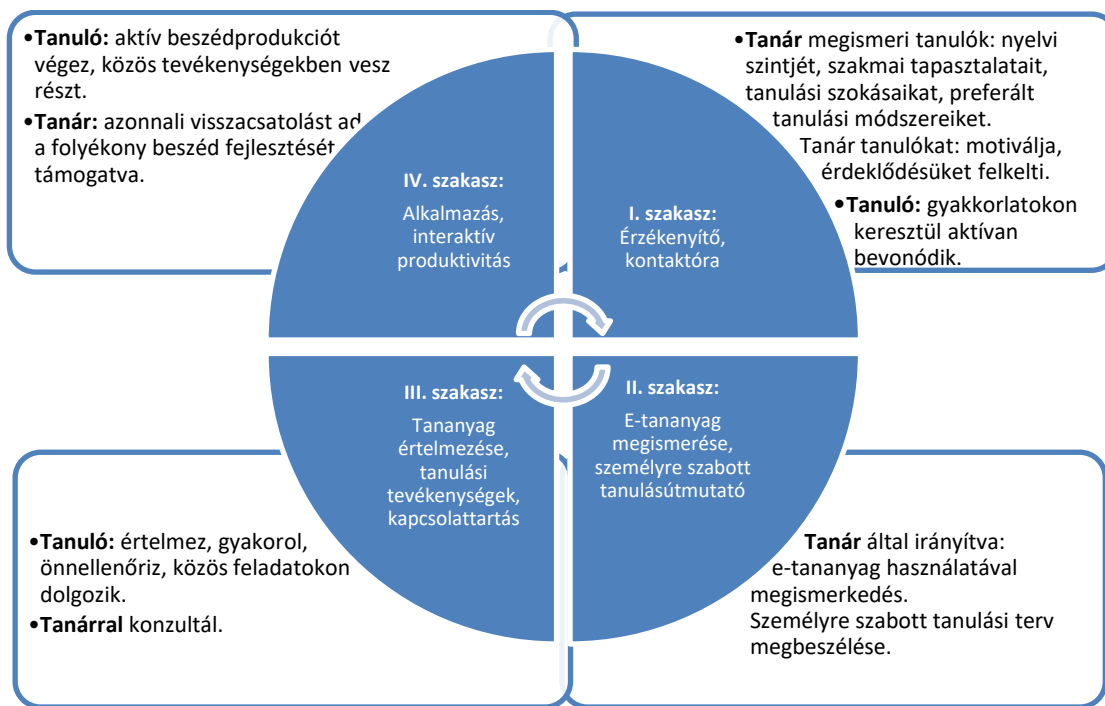 •Tanuló: aktív beszédprodukciót
végez, közös tevékenységekben vesz
részt.
•Tanár: azonnali visszacsatolást ad
a folyékony beszéd fejlesztését
támogatva.
IV. szakasz:
Alkalmazás,
interaktív
produktivitás
•Tanár megismeri tanulók: nyelvi
szintjét, szakmai tapasztalatait,
tanulási szokásaikat, preferált
tanulási módszereiket.
Tanár tanulókat: motiválja,
érdeklődésüket felkelti.
•Tanuló: gyakkorlatokon
keresztül aktívan
bevonódik.
I. szakasz:
Érzékenyítő,
kontaktóra
III. szakasz:
Tananyag
értelmezése,
tanulási
tevékenységek,
kapcsolattartás
•Tanuló: értelmez, gyakorol,
önnellenőriz, közös feladatokon
dolgozik.
•Tanárral konzultál.
II. szakasz:
E-tananyag
megismerése,
személyre szabott
tanulásútmutató
Tanár által irányítva:
e-tananyag használatával
megismerkedés.
Személyre szabott tanulási terv
megbeszélése.